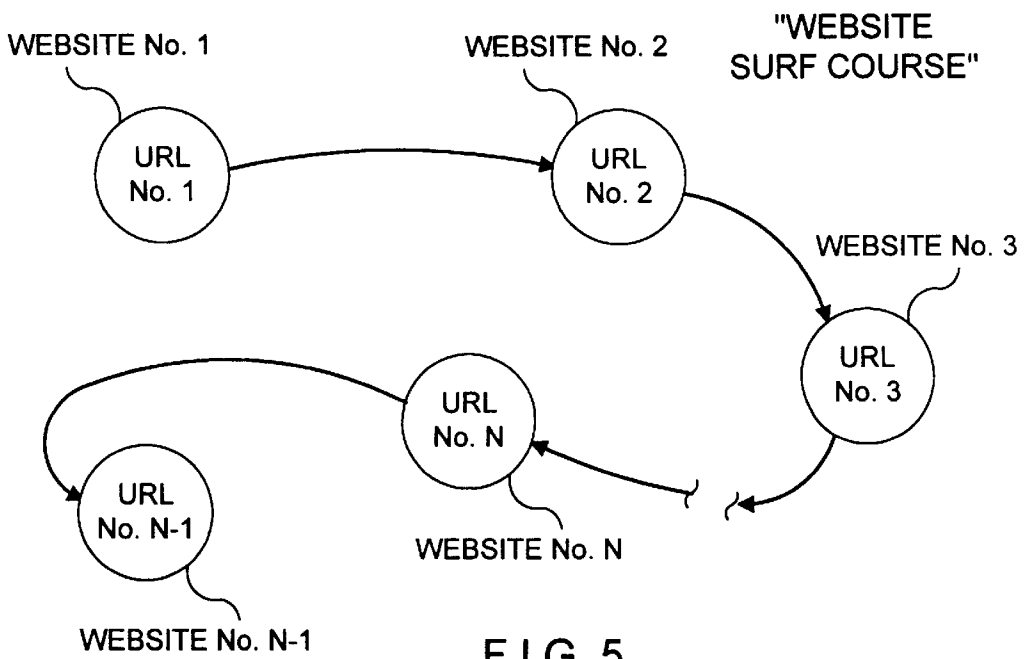 WEBSITE No. 1
WEBSITE No. 2
"WEBSITE
SURF COURSE"
URL
No. 1
URL
No. 2
WEBSITE No. 3
URL
No. 3
URL
No. N
URL
No. N-1
WEBSITE No. N
WEBSITE No. N-1
FIG. 5